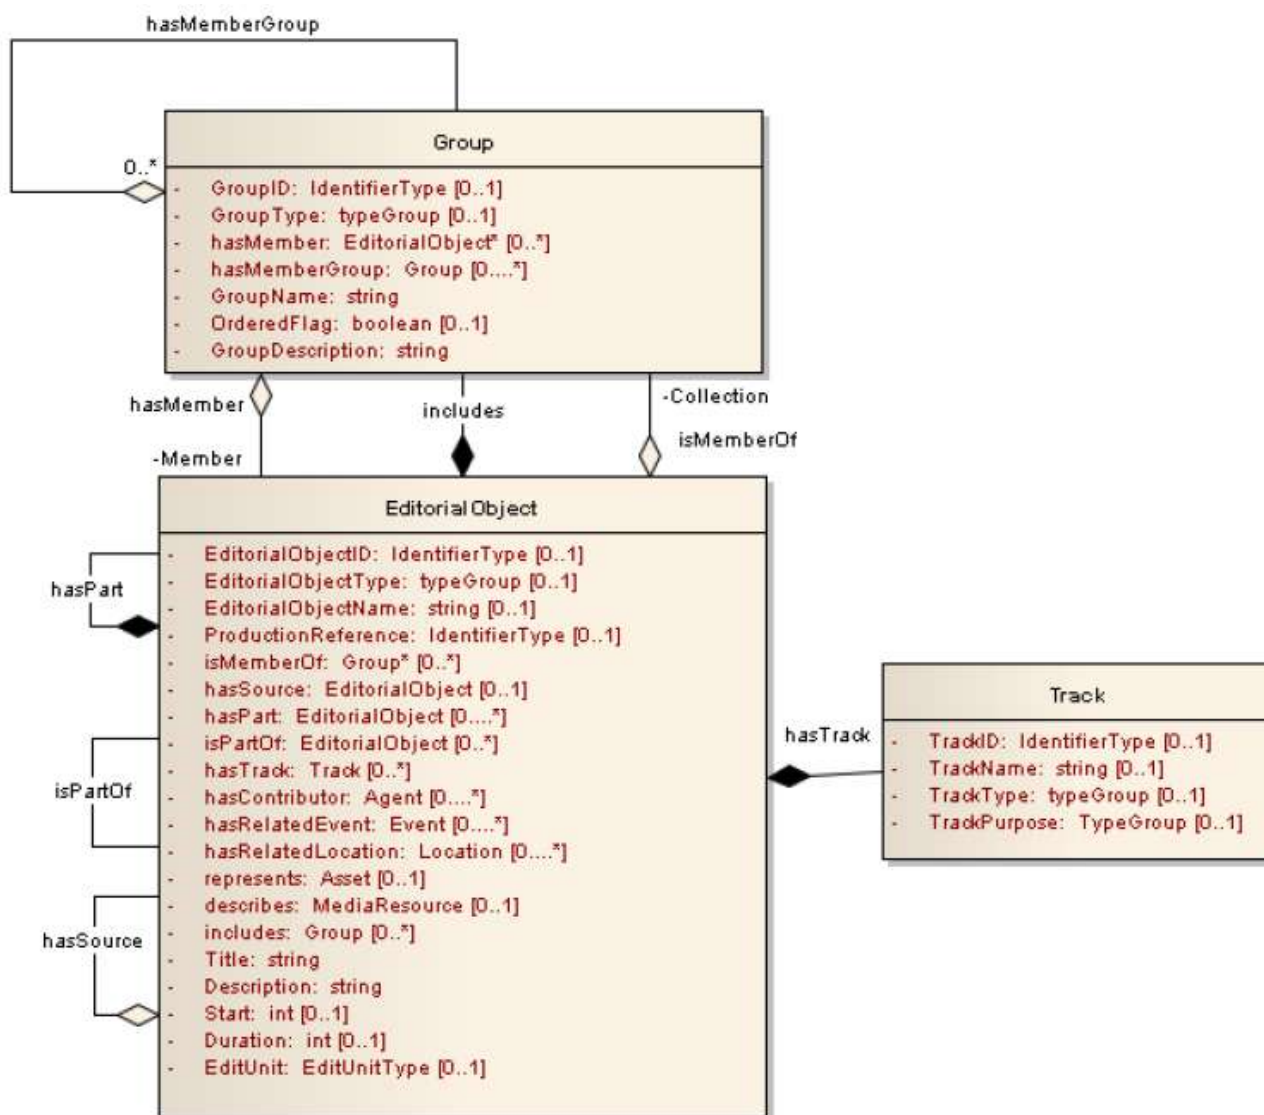 hasMemberGroup
Group
0..*
- GroupID: IdentifierType [0..1]
- GroupType: typeGroup [0..1]
- hasMember: EditorialObject* [0..*]
- hasMemberGroup: Group [0....*]
- GroupName: string
- OrderedFlag: boolean [0..1]
- GroupDescription: string
hasMember
includes
-Collection
isMemberOf
-Member
EditorialObject
- EditorialObjectID: IdentifierType [0..1]
- EditorialObjectType: typeGroup [0..1]
- EditorialObjectName: string [0..1]
- ProductionReference: IdentifierType [0..1]
- isMemberOf: Group* [0..*]
- hasSource: EditorialObject [0..1]
- hasPart: EditorialObject [0....*]
- isPartOf: EditorialObject [0..*]
- hasTrack: Track [0..*]
- hasContributor: Agent [0....*]
- hasRelatedEvent: Event [0....*]
- hasRelatedLocation: Location [0....*]
- represents: Asset [0..1]
- describes: MediaResource [0..1]
- includes: Group [0..*]
- Title: string
- Description: string
- Start: int [0..1]
- Duration: int [0..1]
- EditUnit: EditUnitType [0..1]
hasPart
isPartOf
hasSource
hasTrack
Track
- TrackID: IdentifierType [0..1]
- TrackName: string [0..1]
- TrackType: typeGroup [0..1]
- TrackPurpose: TypeGroup [0..1]